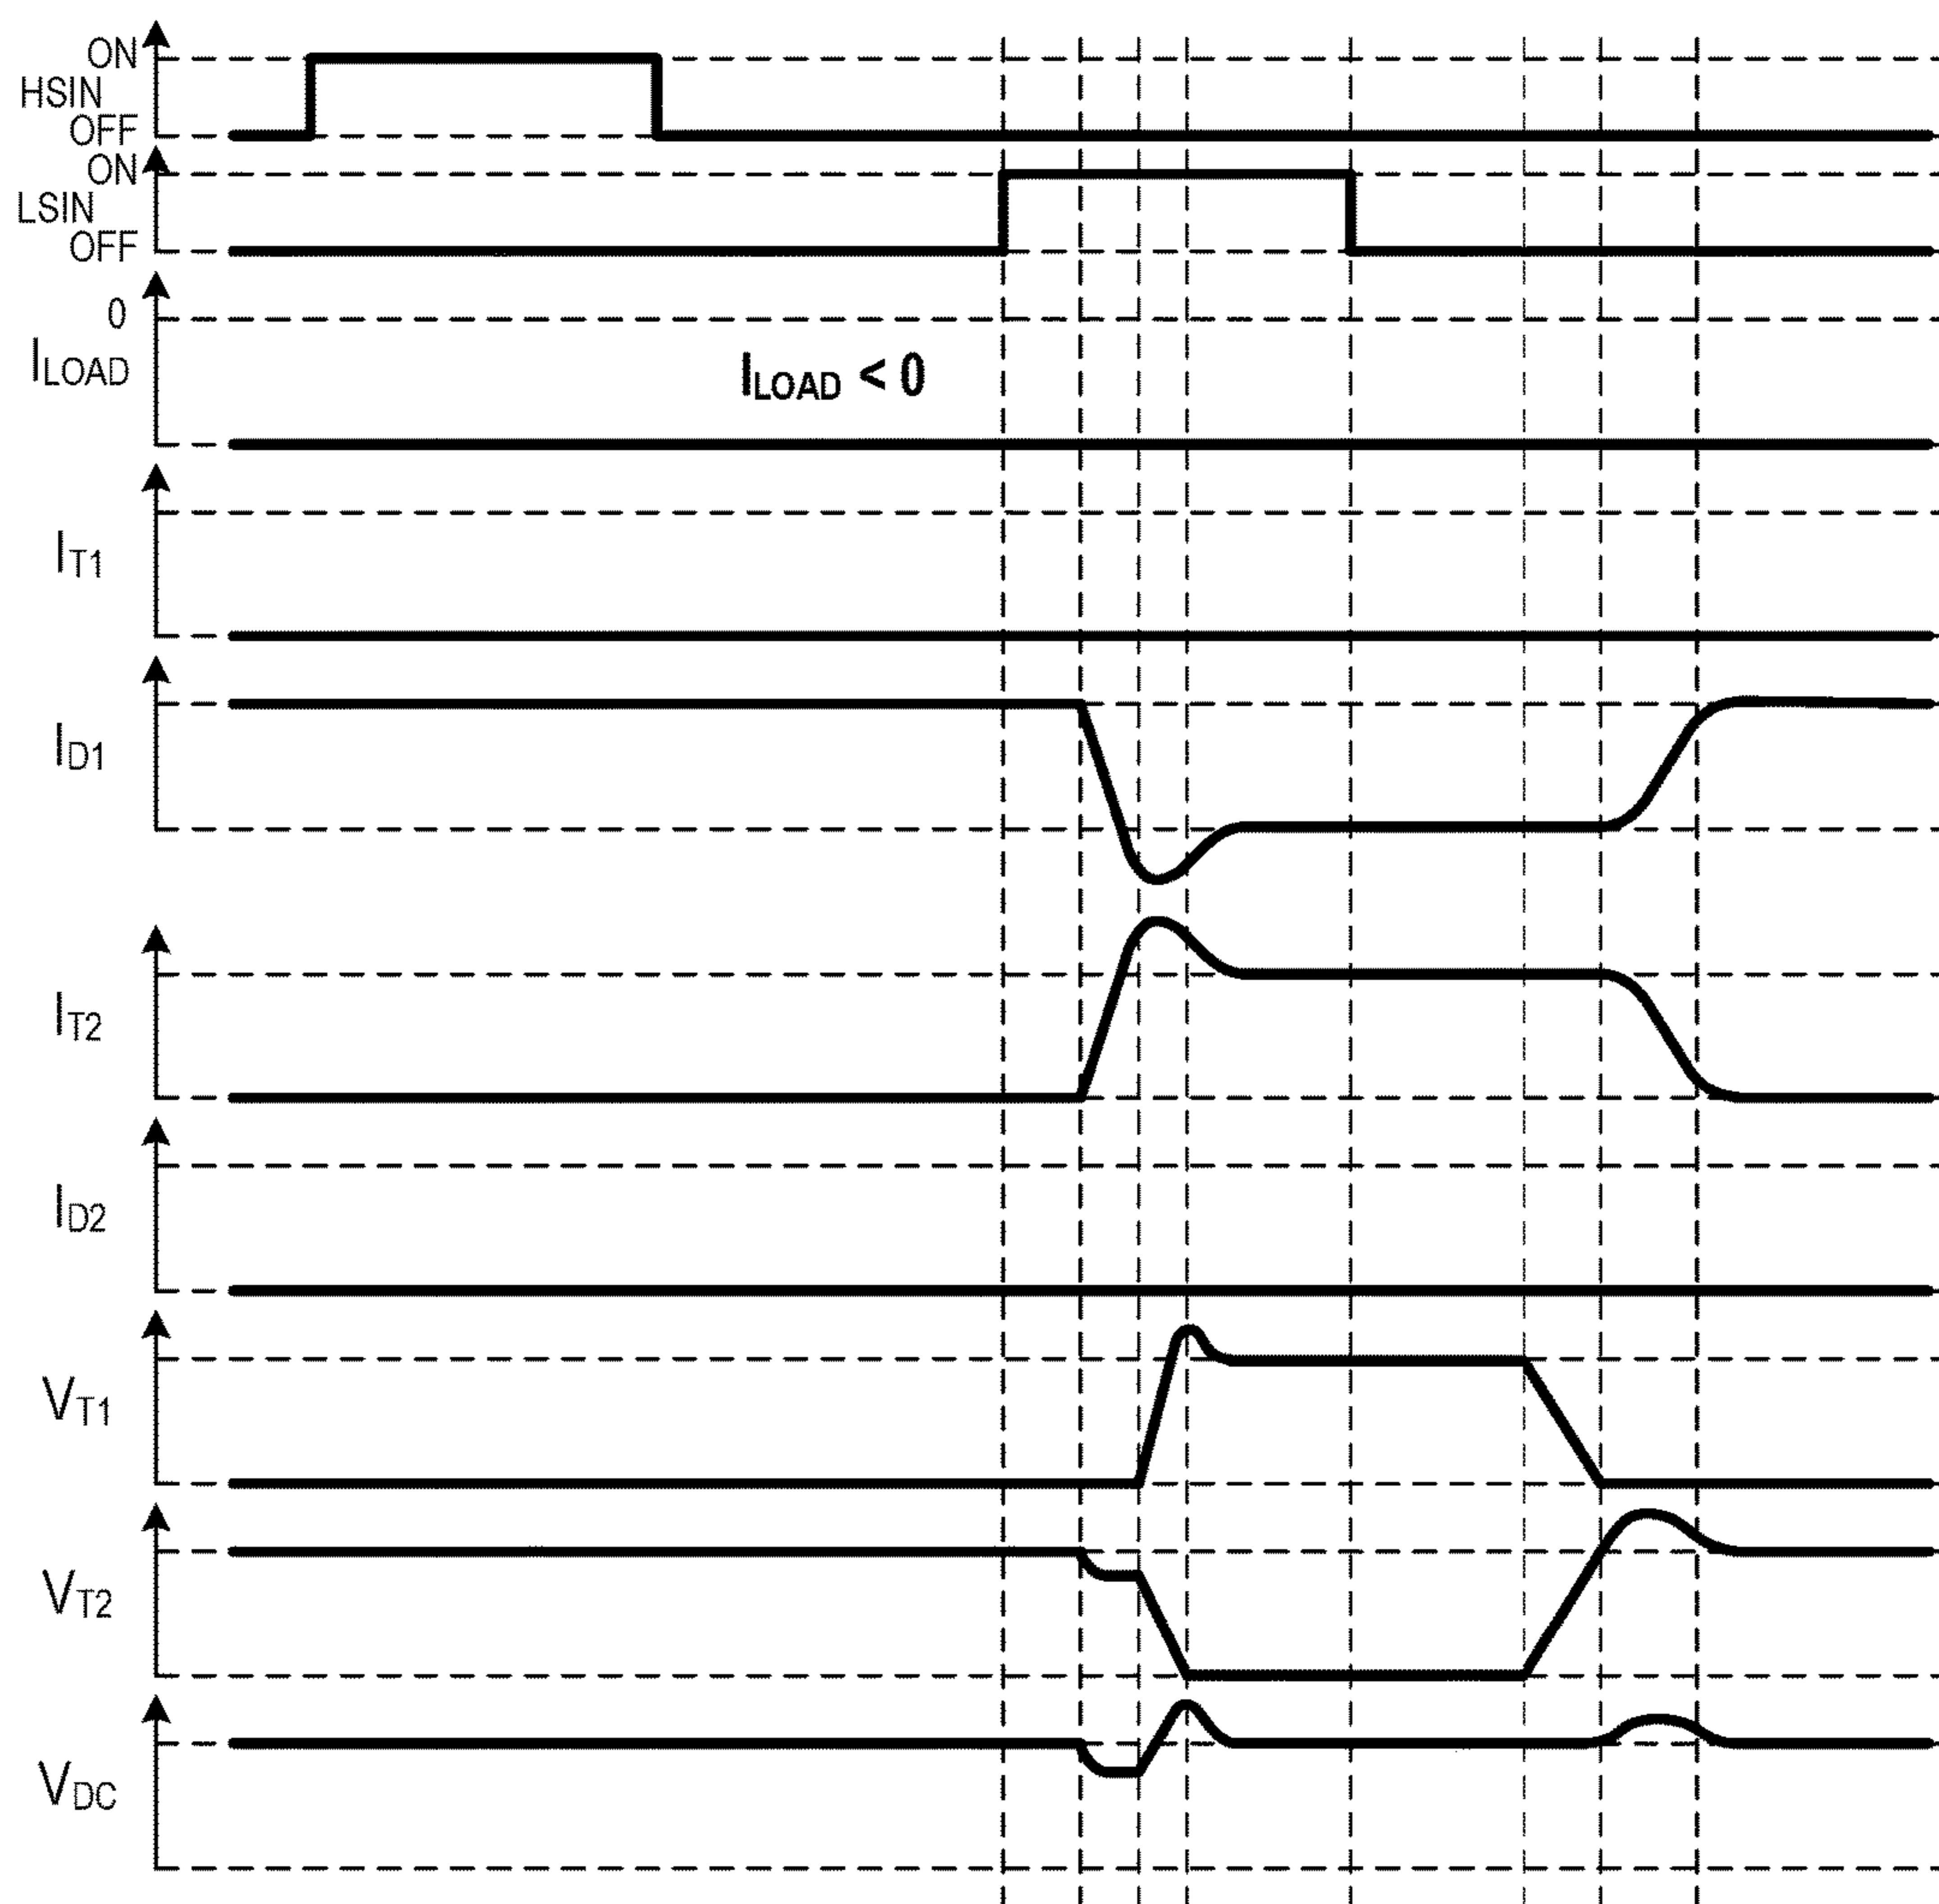 ON
HSIN
OFF
ON
LSIN
OFF
0
ILOAD
ILOAD < 0
IT1
ID1
IT2
ID2
VT1
VT2
VDC